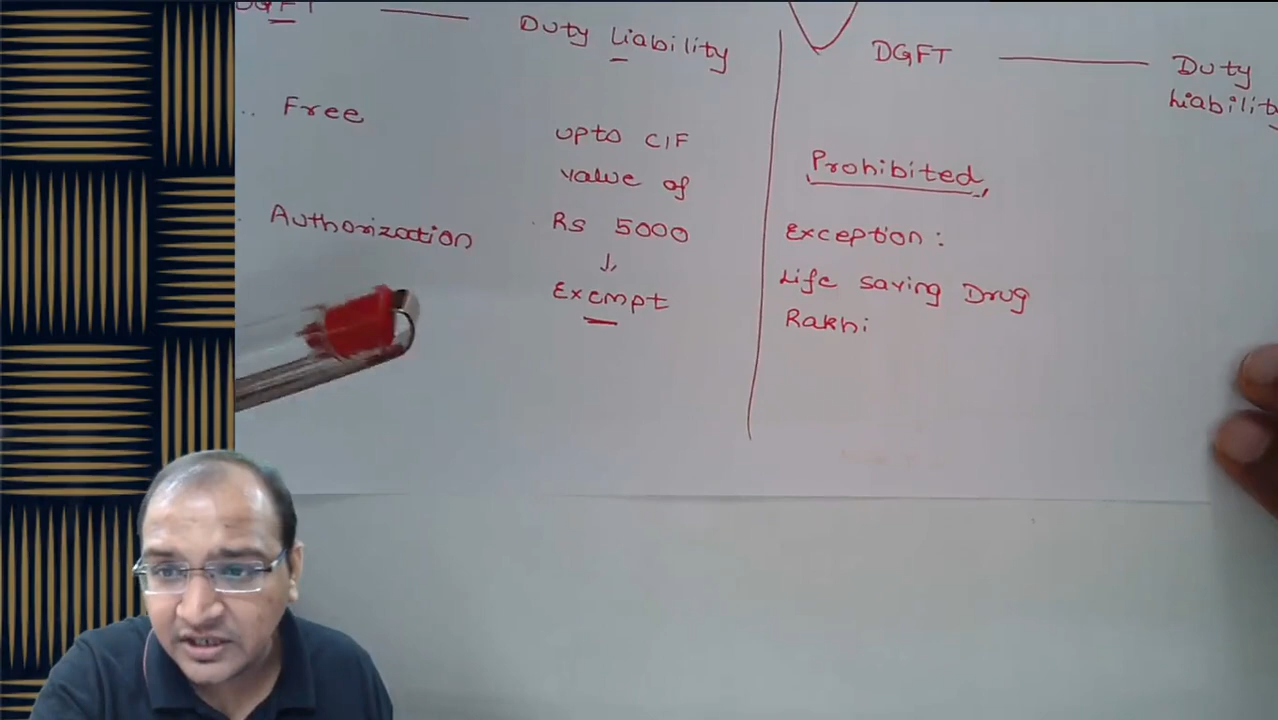 DGFT
Duty Liability
Free
upto CIF
value of
Authorization
Rs 5000
Exempt
DGFT
Duty
Liability
Prohibited
Exception:
Life saving Drug
Rakhi